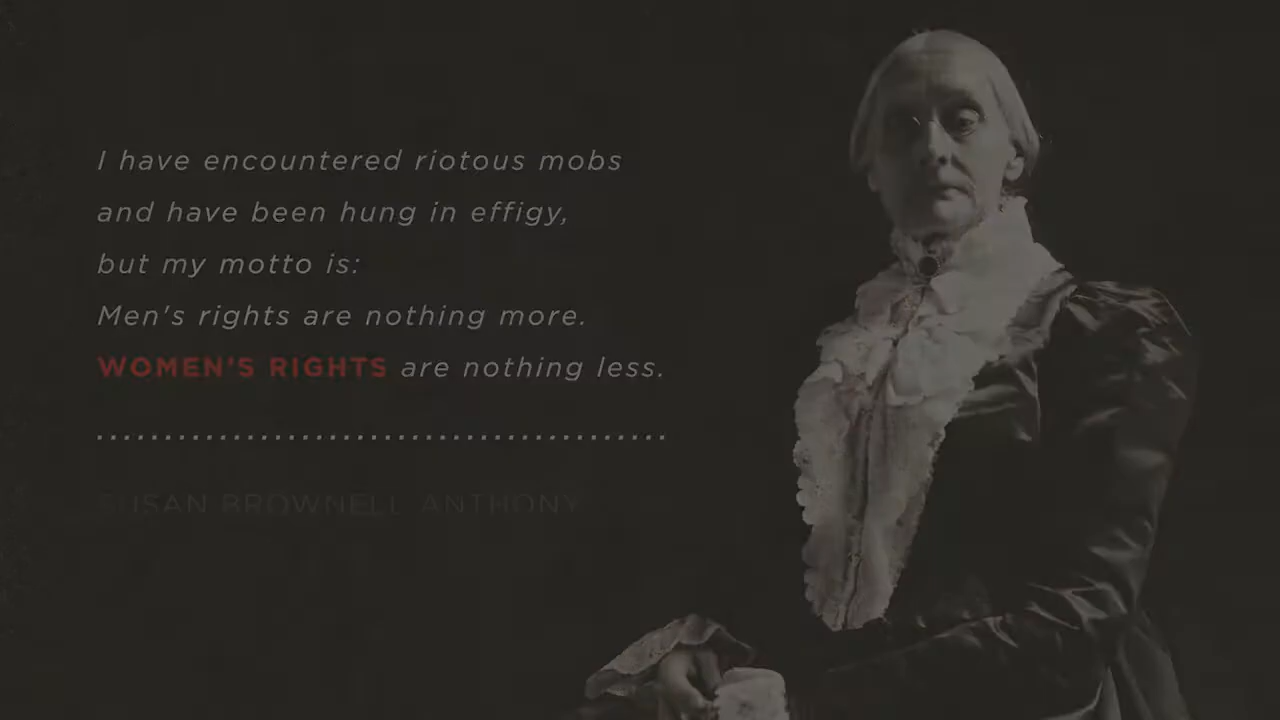 I have encountered riotous mobs
and have been hung in effigy,
but my motto is:
Men's rights are nothing more.
WOMEN'S RIGHTS are nothing less.
SUSAN BROWNELL ANTHONY